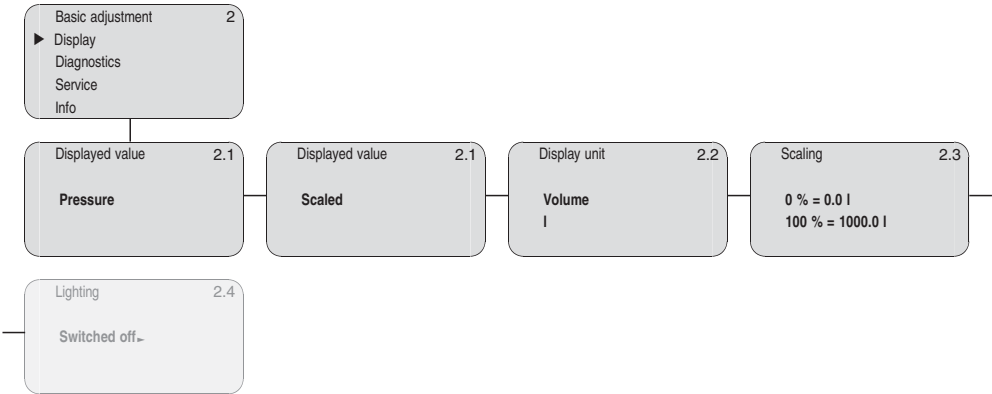 Basic adjustment 2
▶ Display
Diagnostics
Service
Info
Displayed value 2.1
Pressure
Displayed value 2.1
Scaled
Display unit 2.2
Volume
l
Scaling 2.3
0 % = 0.0 l
100 % = 1000.0 l
Lighting 2.4
Switched off►